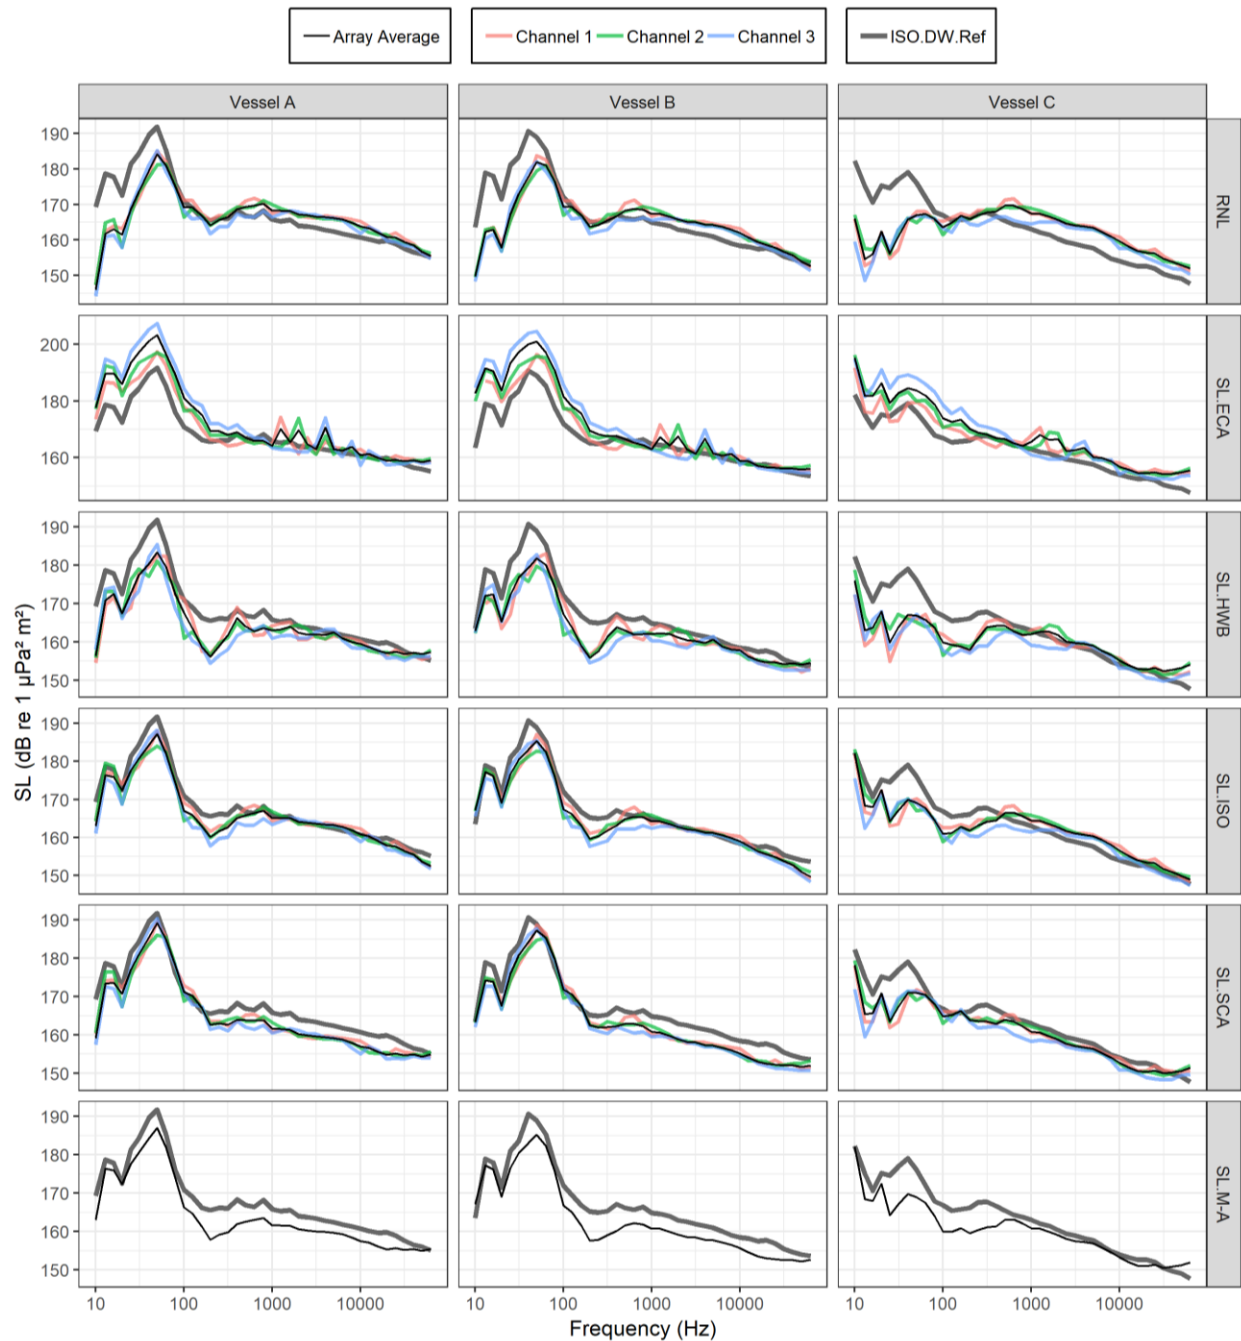 Array Average Channel 1 Channel 2 Channel 3 ISO.DW.Ref
Vessel A Vessel B Vessel C
190
180
170
160
150
RNL
200
180
160
SL.ECA
190
180
170
160
150
SL.HWB
SL (dB re 1 μPa² m²)
190
180
170
160
150
SL.ISO
190
180
170
160
150
SL.SCA
190
180
170
160
150
SL.M-A
10 100 1000 10000 10 100 1000 10000 10 100 1000 10000
Frequency (Hz)